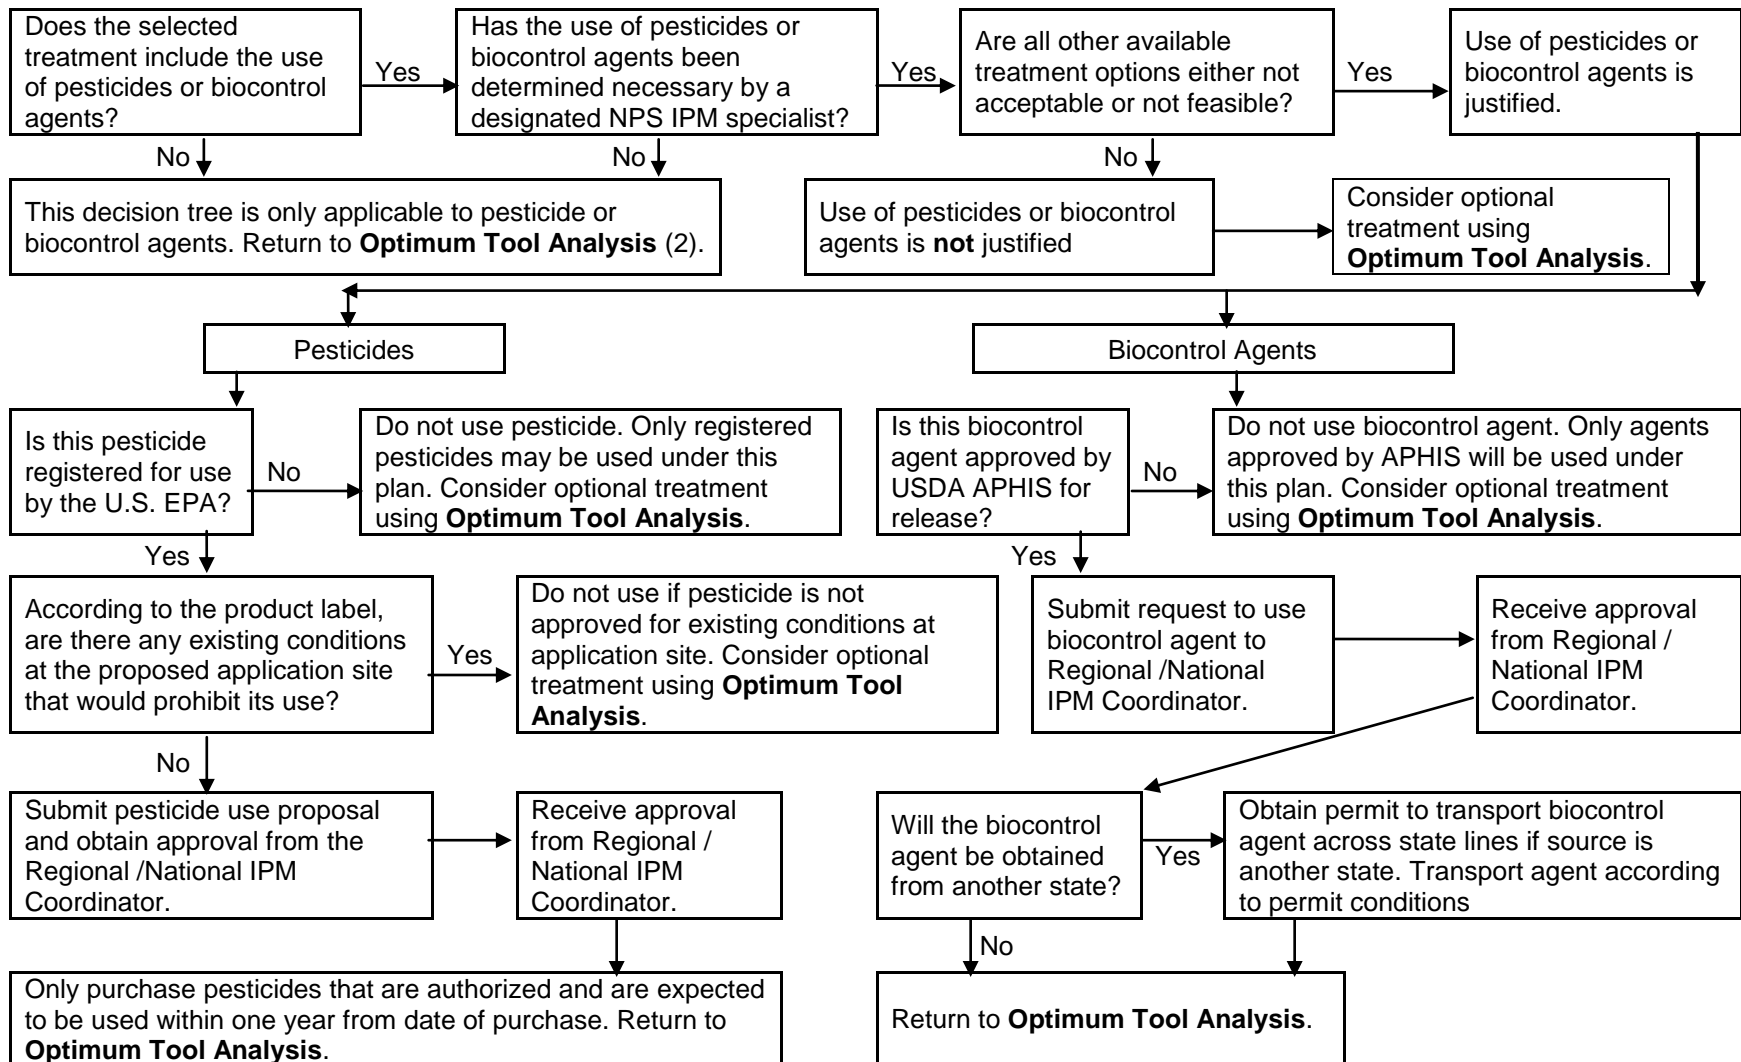 Does the selected
treatment include the use
of pesticides or biocontrol
agents?
Yes
Has the use of pesticides or
biocontrol agents been
determined necessary by a
designated NPS IPM specialist?
Yes
Are all other available
treatment options either not
acceptable or not feasible?
Yes
Use of pesticides or
biocontrol agents is
justified.
No
No
No
This decision tree is only applicable to pesticide or
biocontrol agents. Return to Optimum Tool Analysis (2).
Use of pesticides or biocontrol
agents is not justified
Consider optional
treatment using
Optimum Tool Analysis.
Pesticides
Biocontrol Agents
Is this pesticide
registered for use
by the U.S. EPA?
No
Do not use pesticide. Only registered
pesticides may be used under this
plan. Consider optional treatment
using Optimum Tool Analysis.
Is this biocontrol
agent approved by
USDA APHIS for
release?
No
Do not use biocontrol agent. Only agents
approved by APHIS will be used under
this plan. Consider optional treatment
using Optimum Tool Analysis.
Yes
Yes
According to the product label,
are there any existing conditions
at the proposed application site
that would prohibit its use?
Yes
Do not use if pesticide is not
approved for existing conditions at
application site. Consider optional
treatment using Optimum Tool
Analysis.
Submit request to use
biocontrol agent to
Regional /National
IPM Coordinator.
Receive approval
from Regional /
National IPM
Coordinator.
No
Submit pesticide use proposal
and obtain approval from the
Regional /National IPM
Coordinator.
Receive approval
from Regional /
National IPM
Coordinator.
Will the biocontrol
agent be obtained
from another state?
Yes
Obtain permit to transport biocontrol
agent across state lines if source is
another state. Transport agent according
to permit conditions
No
Only purchase pesticides that are authorized and are expected
to be used within one year from date of purchase. Return to
Optimum Tool Analysis.
Return to Optimum Tool Analysis.